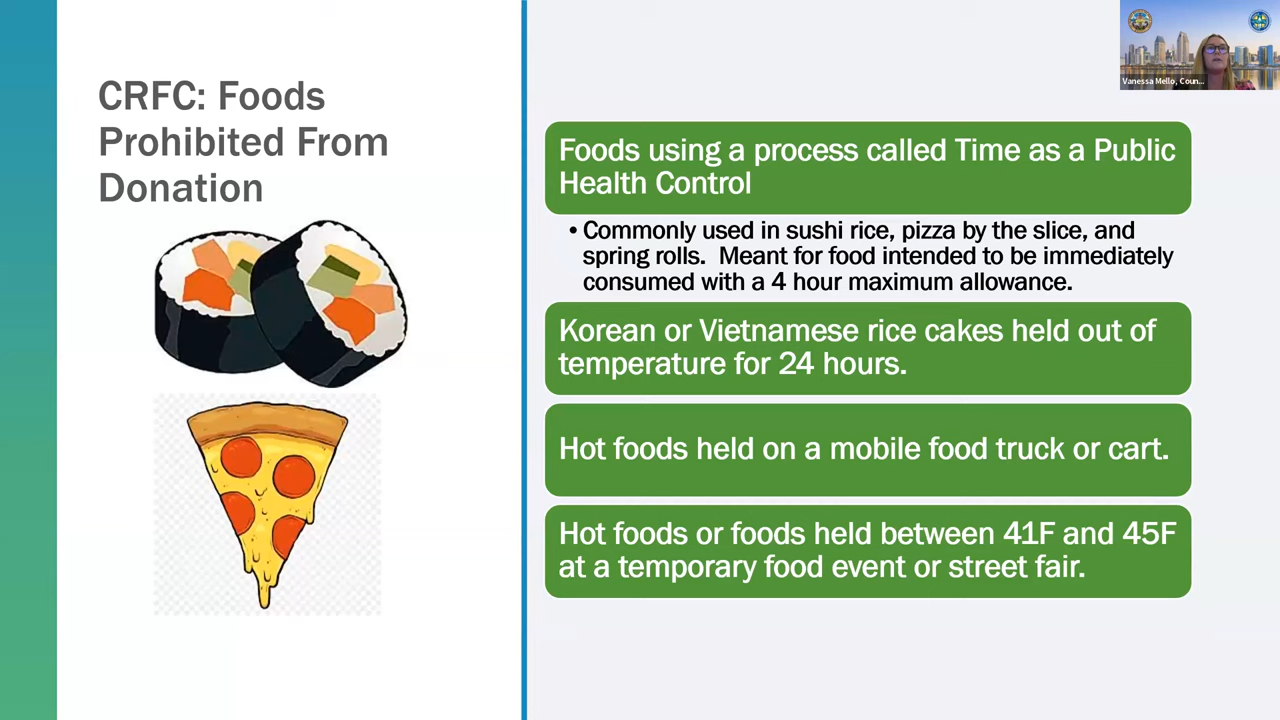 CRFC: Foods
Prohibited From
Donation
Foods using a process called Time as a Public
Health Control
• Commonly used in sushi rice, pizza by the slice, and
spring rolls.  Meant for food intended to be immediately
consumed with a 4 hour maximum allowance.
Korean or Vietnamese rice cakes held out of
temperature for 24 hours.
Hot foods held on a mobile food truck or cart.
Hot foods or foods held between 41F and 45F
at a temporary food event or street fair.
Vanessa Mello, Coun...